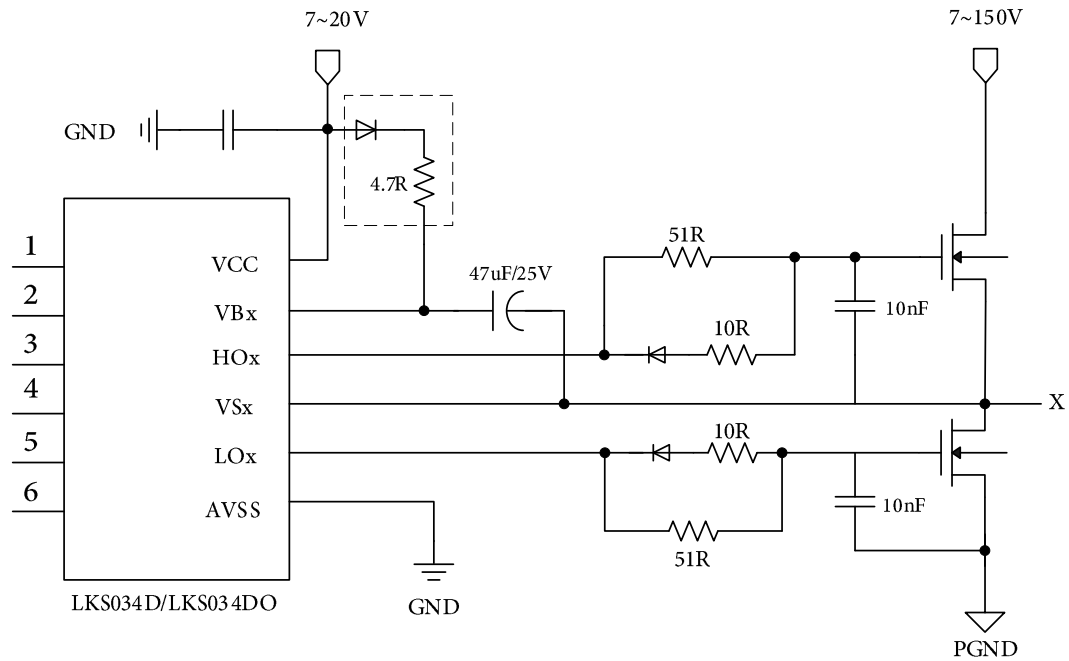 7~20V
7~150V
GND
4.7R
1
2
3
4
5
6
VCC
VBx
HOx
VSx
LOx
AVSS
47uF/25V
51R
10R
10nF
X
10R
51R
10nF
GND
PGND
LKS034D/LKS034DO